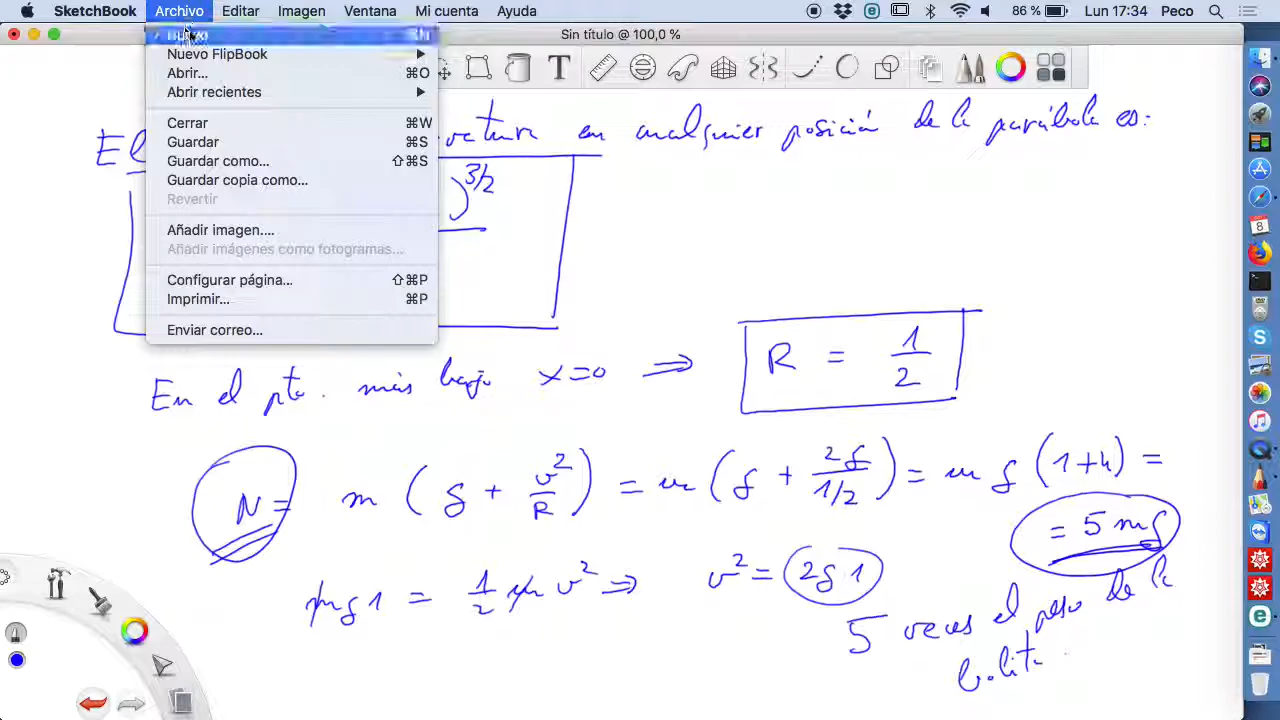 SketchBook Archivo Editar Imagen Ventana Mi cuenta Ayuda 86 % Lun 17:34 Peco
Sin título @ 100,0 %
Nuevo FlipBook
Abrir... ⌘O
Abrir recientes
Cerrar ⌘W
Guardar ⌘S
Guardar como... ⇧⌘S
Guardar copia como...
Revertir
Añadir imagen....
Añadir imágenes como fotogramas...
Configurar página... ⇧⌘P
Imprimir... ⌘P
Enviar correo...
El en cualquier posición de la parábola es:
)^3/2
En el pto. más bajo x=0 ⇒ R = 1/2
N = m (g + v²/R) = m (g + 2g/1/2) = m g (1+4) =
= 5 mg
m g 1 = 1/2 m v² ⇒ v² = 2g1
5 veces el peso de la
bolita